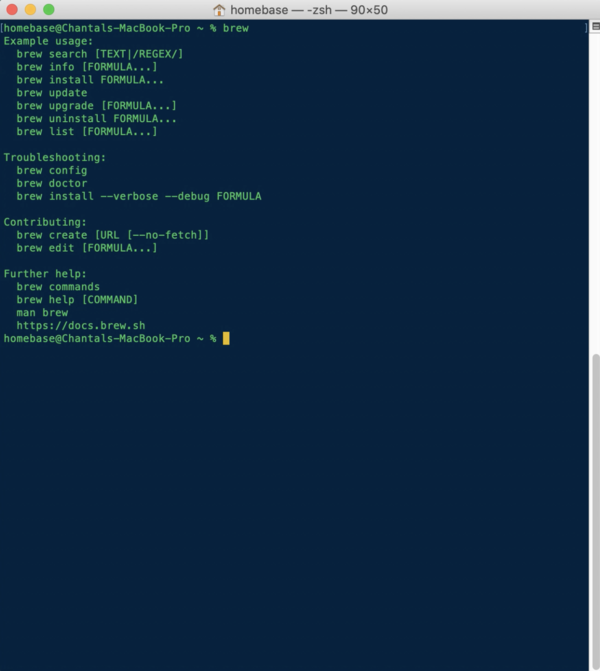 homebase — -zsh — 90×50
[homebase@Chantals-MacBook-Pro ~ % brew ]
Example usage:
  brew search [TEXT|/REGEX/]
  brew info [FORMULA...]
  brew install FORMULA...
  brew update
  brew upgrade [FORMULA...]
  brew uninstall FORMULA...
  brew list [FORMULA...]

Troubleshooting:
  brew config
  brew doctor
  brew install --verbose --debug FORMULA

Contributing:
  brew create [URL [--no-fetch]]
  brew edit [FORMULA...]

Further help:
  brew commands
  brew help [COMMAND]
  man brew
  https://docs.brew.sh
homebase@Chantals-MacBook-Pro ~ %